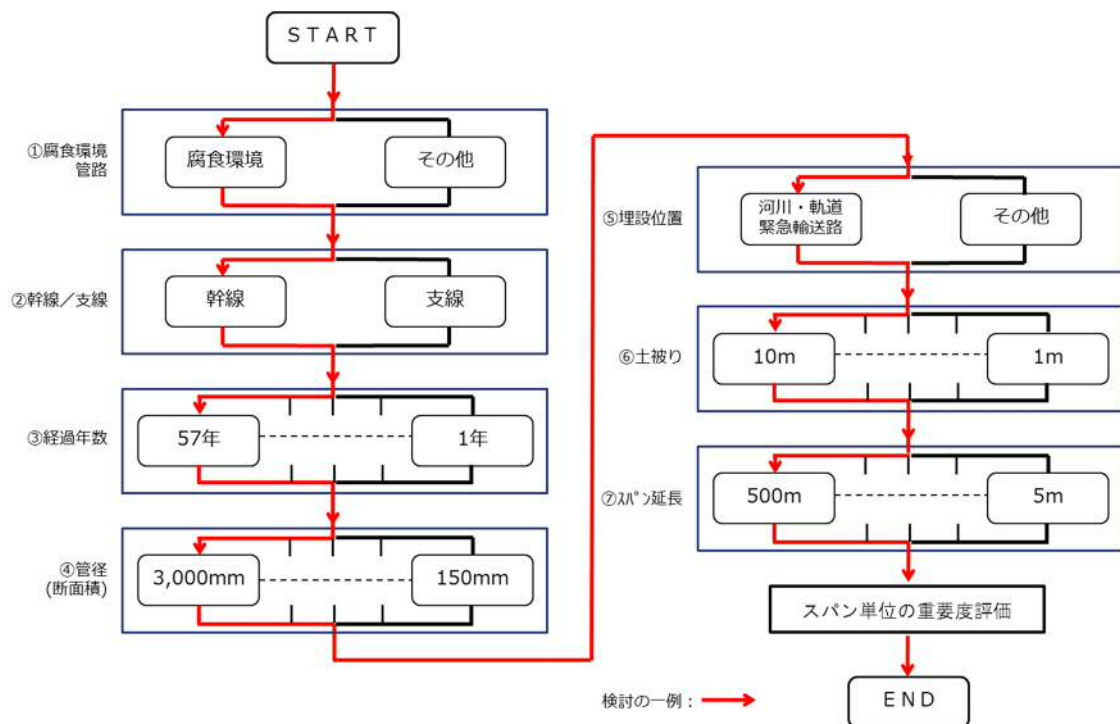 ＳＴＡＲＴ
①腐食環境
管路
腐食環境
その他
②幹線／支線
幹線
支線
③経過年数
57年
1年
④管径
(断面積)
3,000mm
150mm
⑤埋設位置
河川・軌道
緊急輸送路
その他
⑥土被り
10m
1m
⑦ｽﾊﾟﾝ延長
500m
5m
スパン単位の重要度評価
検討の一例：
ＥＮＤ